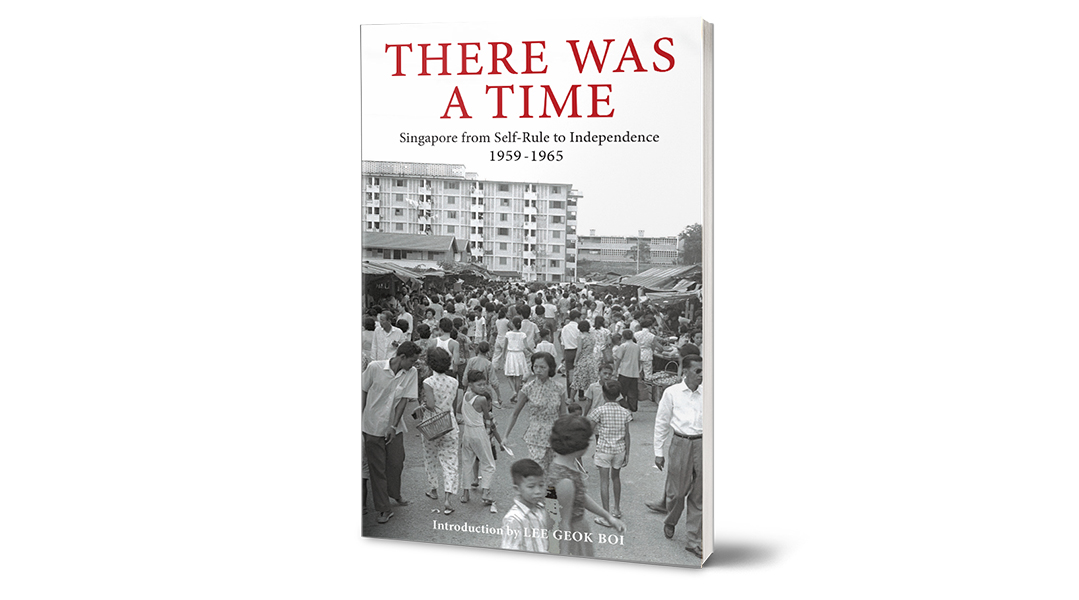 THERE WAS
A TIME
Singapore from Self-Rule to Independence
1959 - 1965
Introduction by LEE GEOK BOI